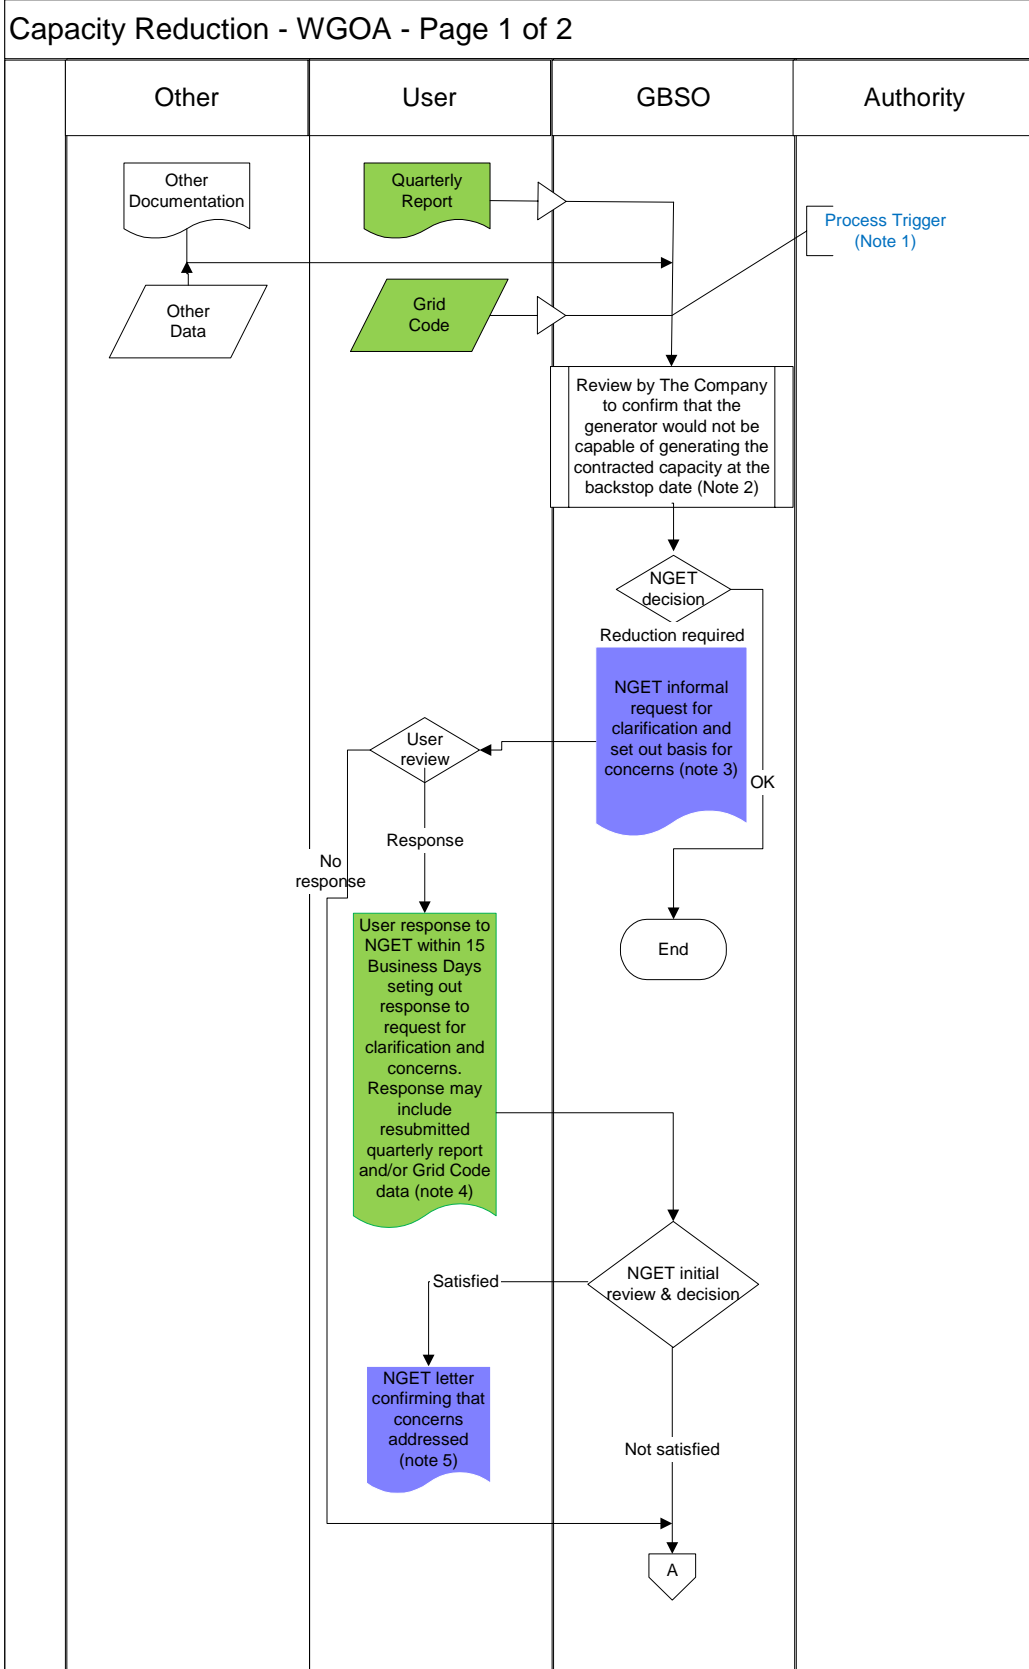 Capacity Reduction - WGOA - Page 1 of 2
Other
User
GBSO
Authority
Other
Documentation
Quarterly
Report
Process Trigger
(Note 1)
Other
Data
Grid
Code
Review by The Company
to confirm that the
generator would not be
capable of generating the
contracted capacity at the
backstop date (Note 2)
NGET
decision
Reduction required
NGET informal
request for
clarification and
set out basis for
concerns (note 3)
OK
User
review
Response
No
response
End
User response to
NGET within 15
Business Days
seting out
response to
request for
clarification and
concerns.
Response may
include
resubmitted
quarterly report
and/or Grid Code
data (note 4)
NGET initial
review & decision
Satisfied
NGET letter
confirming that
concerns
addressed
(note 5)
Not satisfied
A